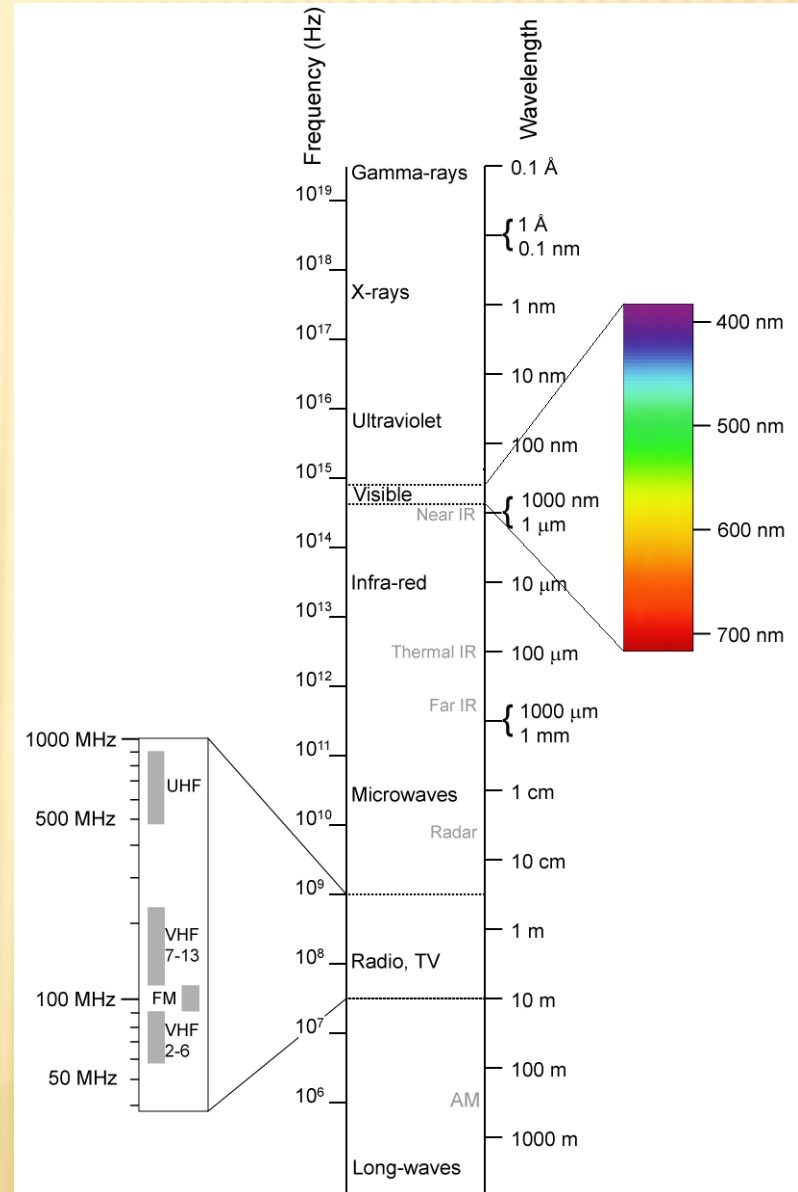 Frequency (Hz)
Wavelength
10¹⁹
10¹⁸
10¹⁷
10¹⁶
10¹⁵
10¹⁴
10¹³
10¹²
10¹¹
10¹⁰
10⁹
10⁸
10⁷
10⁶
Gamma-rays
X-rays
Ultraviolet
Visible
Near IR
Infra-red
Thermal IR
Far IR
Microwaves
Radar
Radio, TV
AM
Long-waves
0.1 Å
1 Å
0.1 nm
1 nm
10 nm
100 nm
1000 nm
1 µm
10 µm
100 µm
1000 µm
1 mm
1 cm
10 cm
1 m
10 m
100 m
1000 m
400 nm
500 nm
600 nm
700 nm
1000 MHz
500 MHz
100 MHz
50 MHz
UHF
VHF
7-13
FM
VHF
2-6